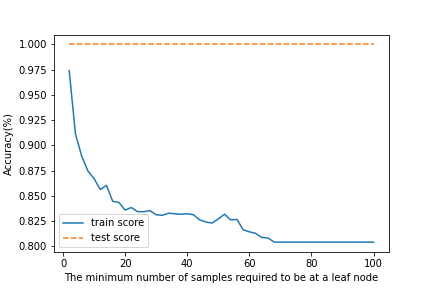 1.000
0.975
0.950
0.925
0.900
0.875
0.850
0.825
0.800
Accuracy(%)
train score
test score
0 20 40 60 80 100
The minimum number of samples required to be at a leaf node